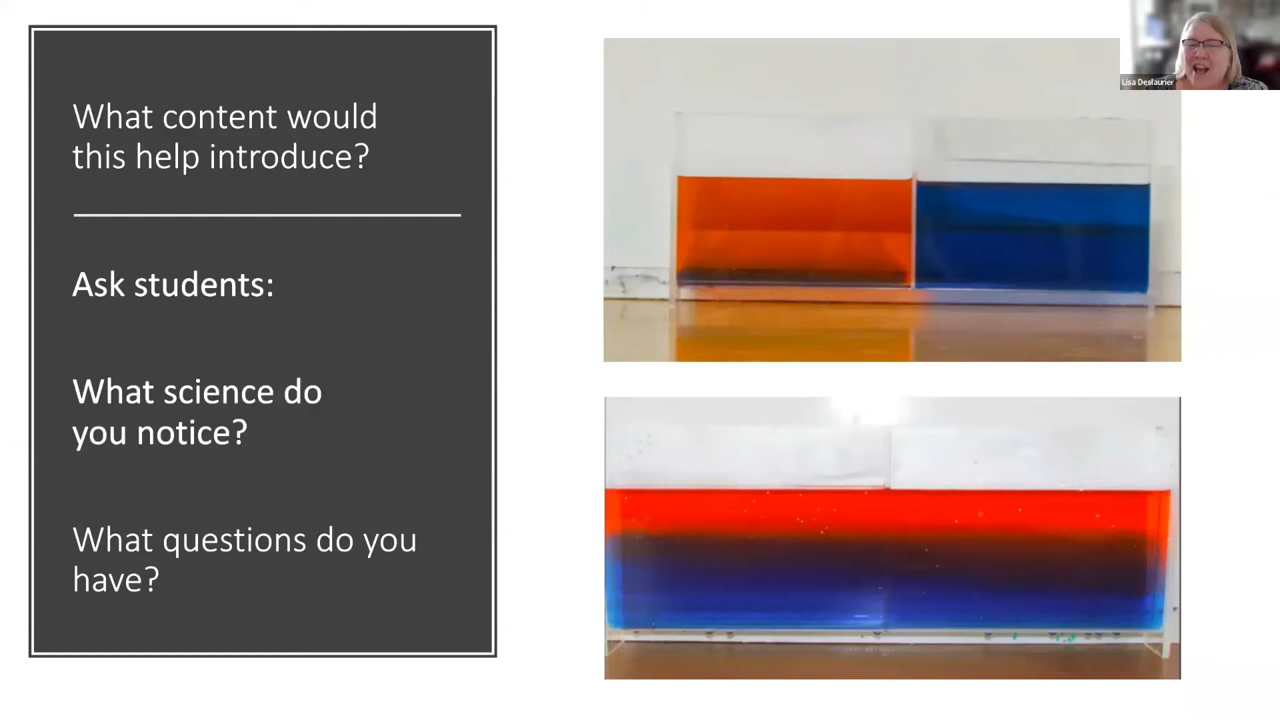 What content would
this help introduce?
Ask students:
What science do
you notice?
What questions do you
have?
Lisa Deslaurier